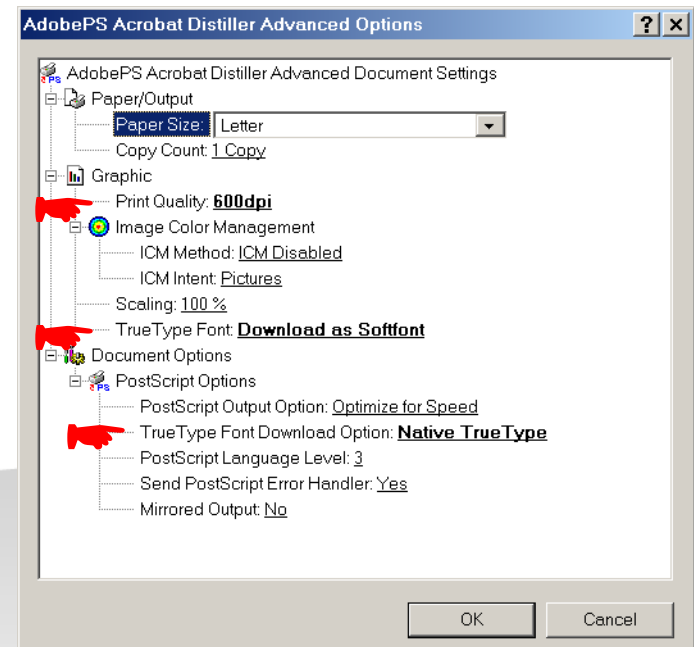 AdobePS Acrobat Distiller Advanced Options
AdobePS Acrobat Distiller Advanced Document Settings
Paper/Output
Paper Size: Letter
Copy Count: 1 Copy
Graphic
Print Quality: 600dpi
Image Color Management
ICM Method: ICM Disabled
ICM Intent: Pictures
Scaling: 100 %
TrueType Font: Download as Softfont
Document Options
PostScript Options
PostScript Output Option: Optimize for Speed
TrueType Font Download Option: Native TrueType
PostScript Language Level: 3
Send PostScript Error Handler: Yes
Mirrored Output: No
OK Cancel